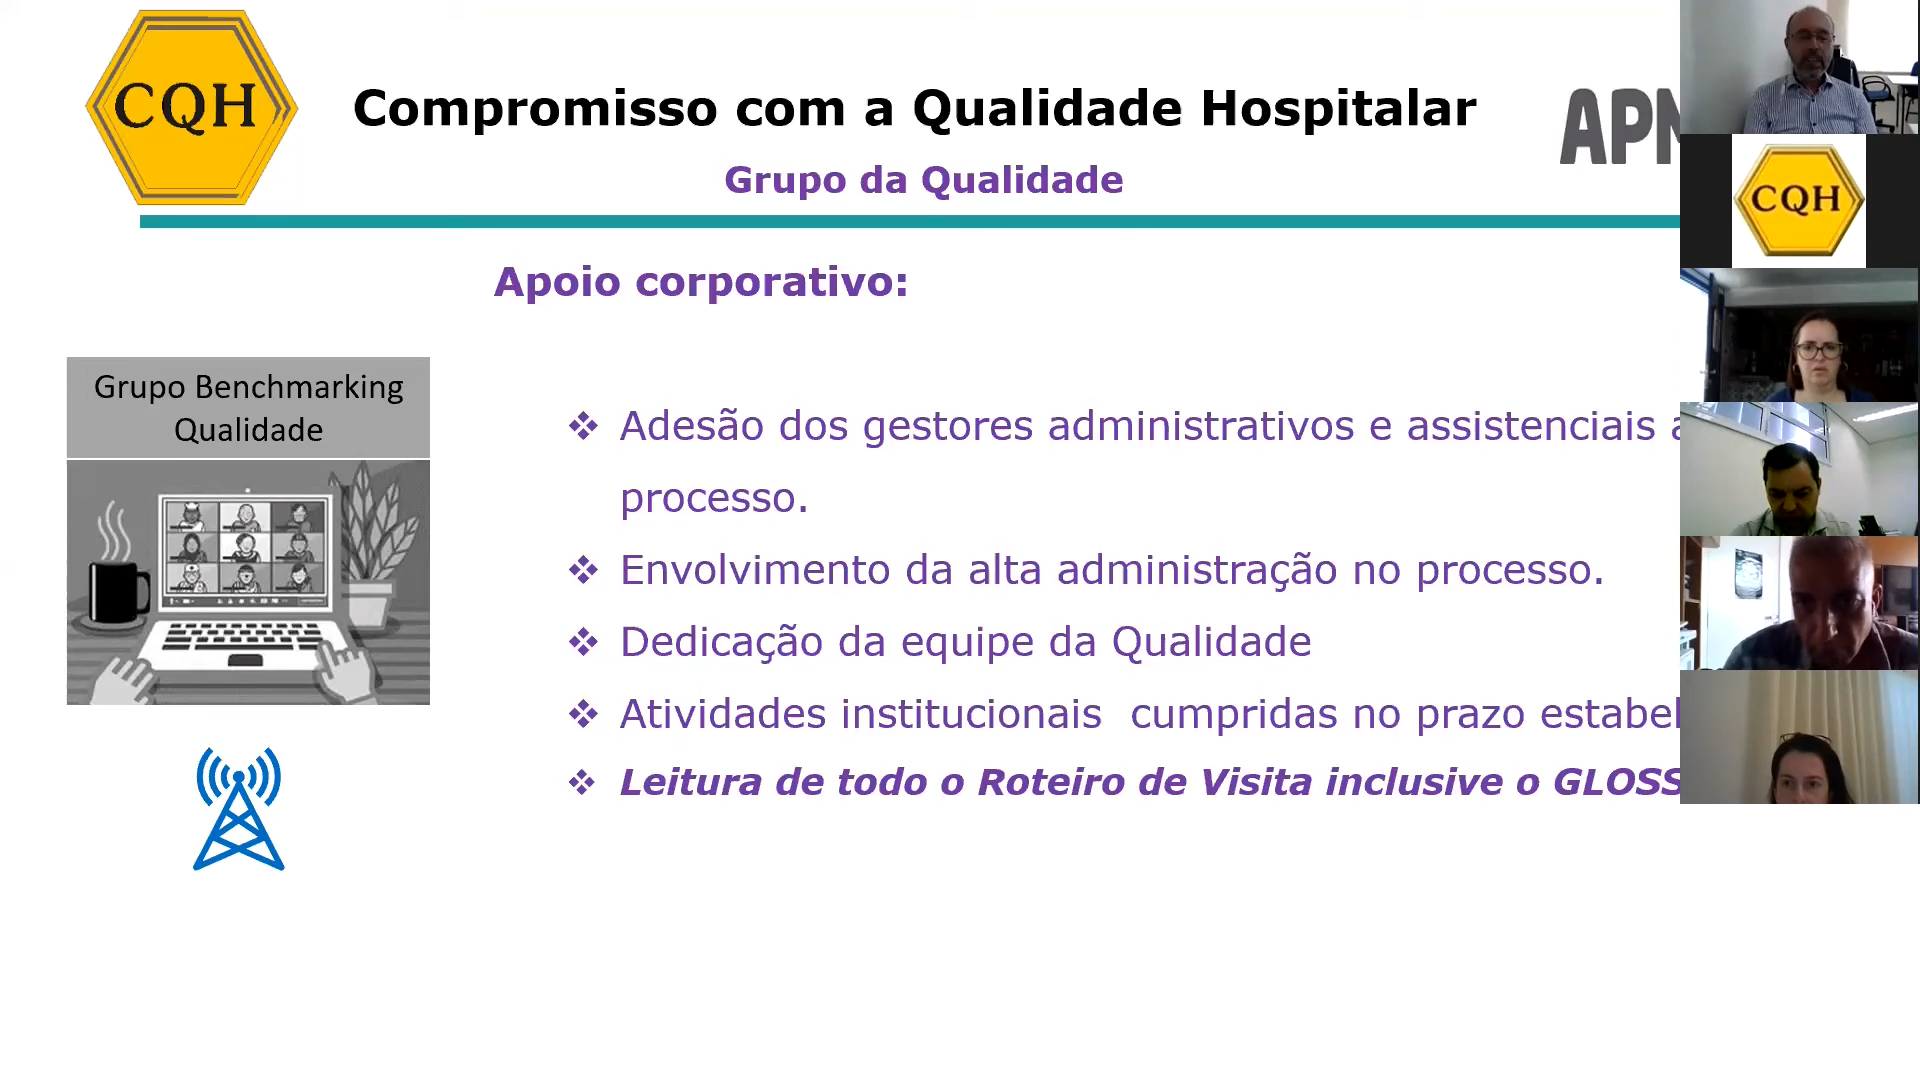 CQH
Compromisso com a Qualidade Hospitalar
Grupo da Qualidade
Apoio corporativo:
Grupo Benchmarking
Qualidade
❖ Adesão dos gestores administrativos e assistenciais
processo.
❖ Envolvimento da alta administração no processo.
❖ Dedicação da equipe da Qualidade
❖ Atividades institucionais cumpridas no prazo
❖ Leitura de todo o Roteiro de Visita inclusive o
CQH